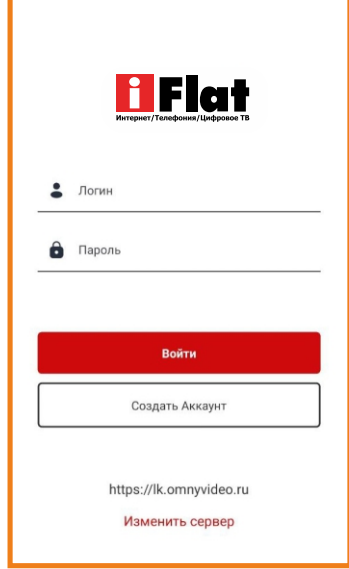 iFlat
Интернет/Телефония/Цифровое ТВ
Логин
Пароль
Войти
Создать Аккаунт
https://lk.omnyvideo.ru
Изменить сервер